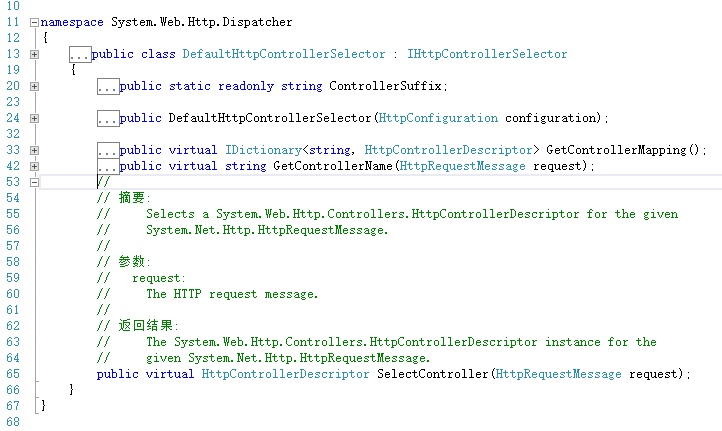 10
11 namespace System.Web.Http.Dispatcher
12 {
13 ...public class DefaultHttpControllerSelector : IHttpControllerSelector
19 {
20 ...public static readonly string ControllerSuffix;
23
24 ...public DefaultHttpControllerSelector(HttpConfiguration configuration);
32
33 ...public virtual IDictionary<string, HttpControllerDescriptor> GetControllerMapping();
42 ...public virtual string GetControllerName(HttpRequestMessage request);
53 //
54 // 摘要:
55 //     Selects a System.Web.Http.Controllers.HttpControllerDescriptor for the given
56 //     System.Net.Http.HttpRequestMessage.
57 //
58 // 参数:
59 //   request:
60 //     The HTTP request message.
61 //
62 // 返回结果:
63 //     The System.Web.Http.Controllers.HttpControllerDescriptor instance for the
64 //     given System.Net.Http.HttpRequestMessage.
65 public virtual HttpControllerDescriptor SelectController(HttpRequestMessage request);
66 }
67 }
68